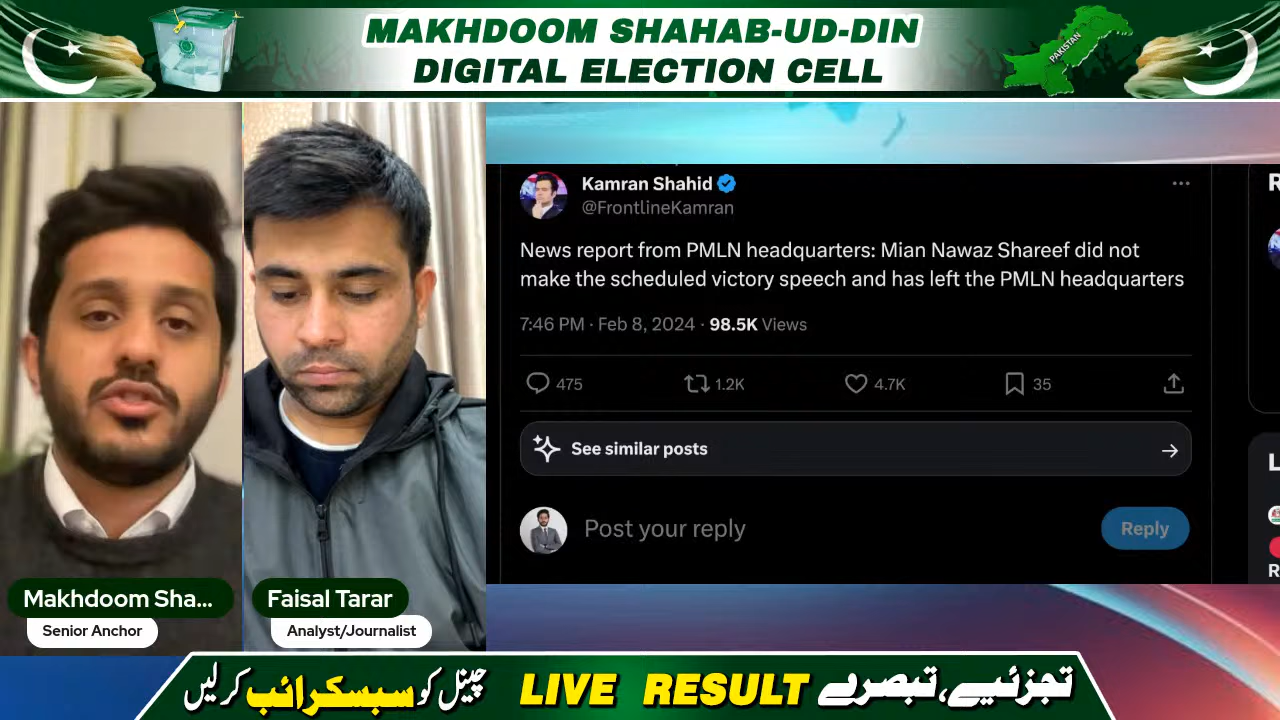 MAKHDOOM SHAHAB-UD-DIN
DIGITAL ELECTION CELL
PAKISTAN
Kamran Shahid
@FrontlineKamran
News report from PMLN headquarters: Mian Nawaz Shareef did not
make the scheduled victory speech and has left the PMLN headquarters
7:46 PM · Feb 8, 2024 · 98.5K Views
475 1.2K 4.7K 35
See similar posts
Post your reply
Reply
R
L
R
Makhdoom Sha...
Senior Anchor
Faisal Tarar
Analyst/Journalist
چینل کو سبسکرائب کرلیں
LIVE RESULT
تجزئیے، تبصرے